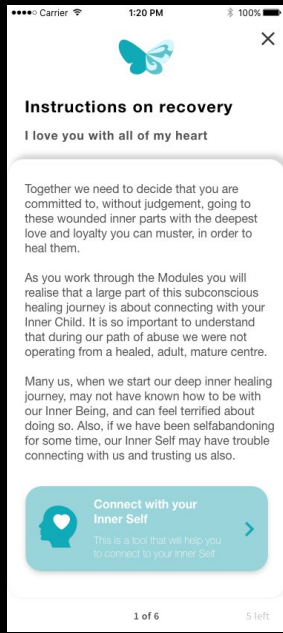 Carrier 1:20 PM 100%
Instructions on recovery
I love you with all of my heart
Together we need to decide that you are
committed to, without judgement, going to
these wounded inner parts with the deepest
love and loyalty you can muster, in order to
heal them.
As you work through the Modules you will
realise that a large part of this subconscious
healing journey is about connecting with your
Inner Child. It is so important to understand
that during our path of abuse we were not
operating from a healed, adult, mature centre.
Many us, when we start our deep inner healing
journey, may not have known how to be with
our Inner Being, and can feel terrified about
doing so. Also, if we have been selfabandoning
for some time, our Inner Self may have trouble
connecting with us and trusting us also.
Connect with your
Inner Self
This is a tool that will help you
to connect to your Inner Self
1 of 6 5 left